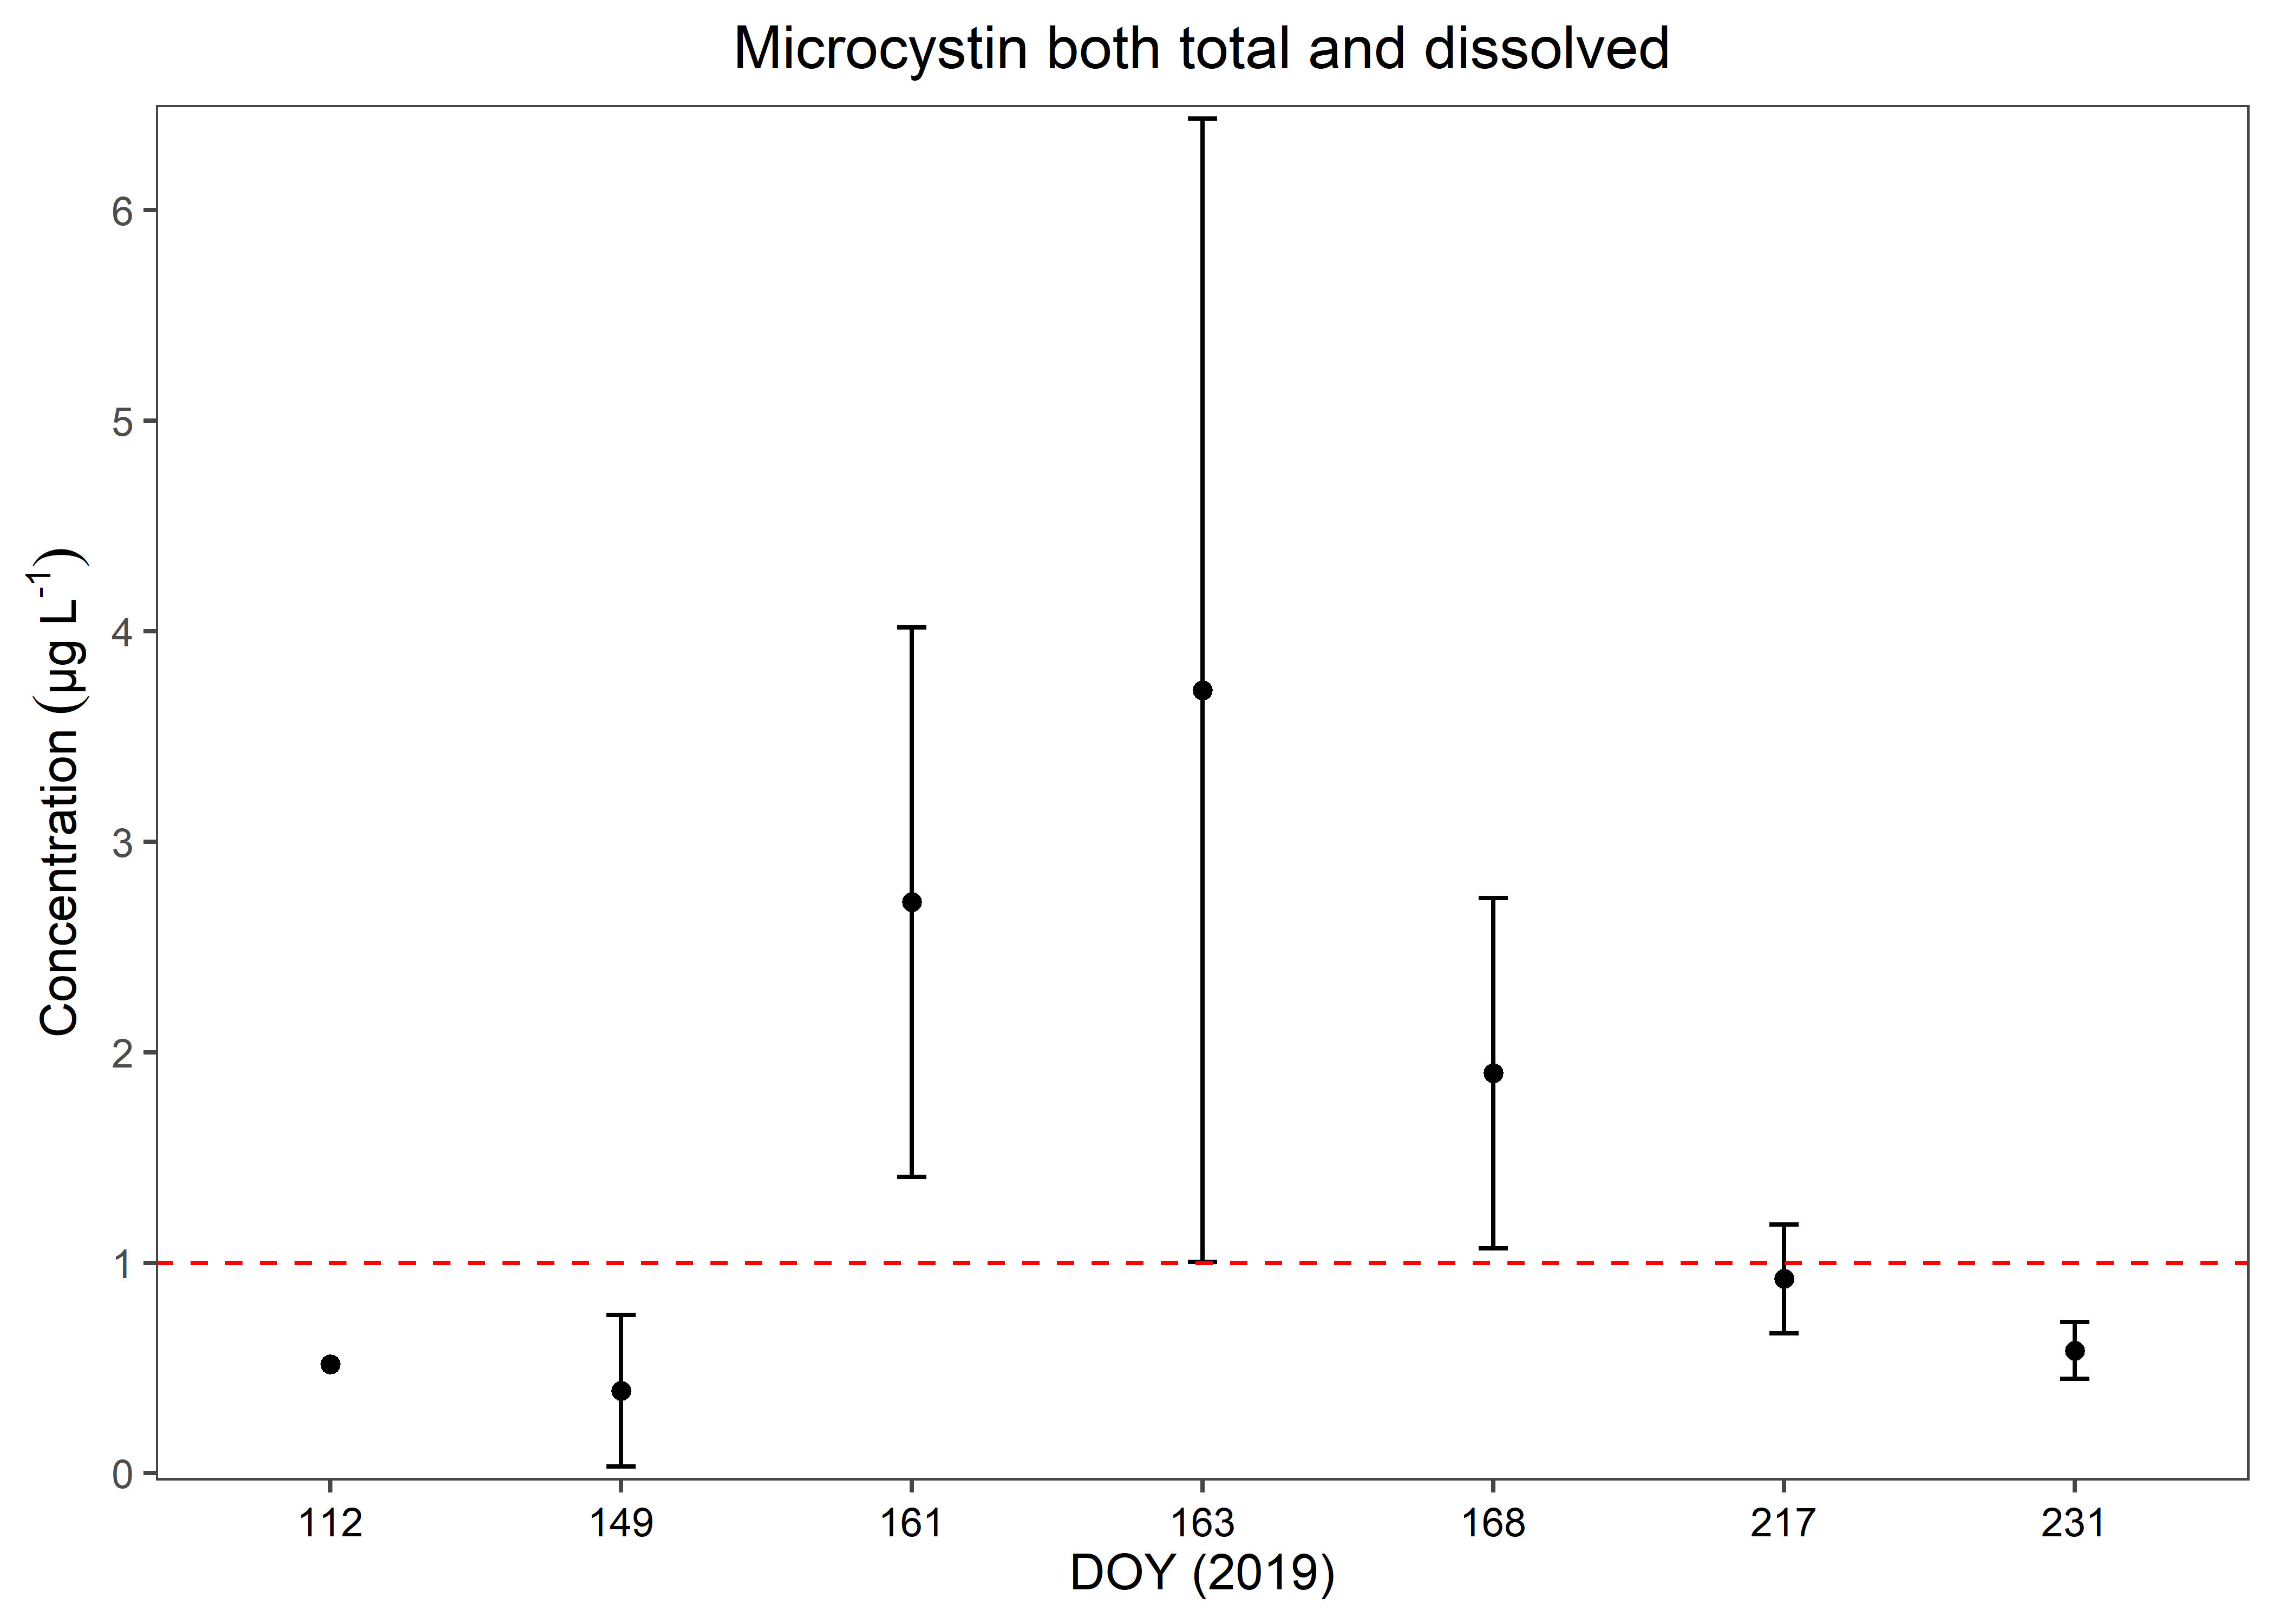 Microcystin both total and dissolved
Concentration (µg L⁻¹)
6
5
4
3
2
1
0
112 149 161 163 168 217 231
DOY (2019)